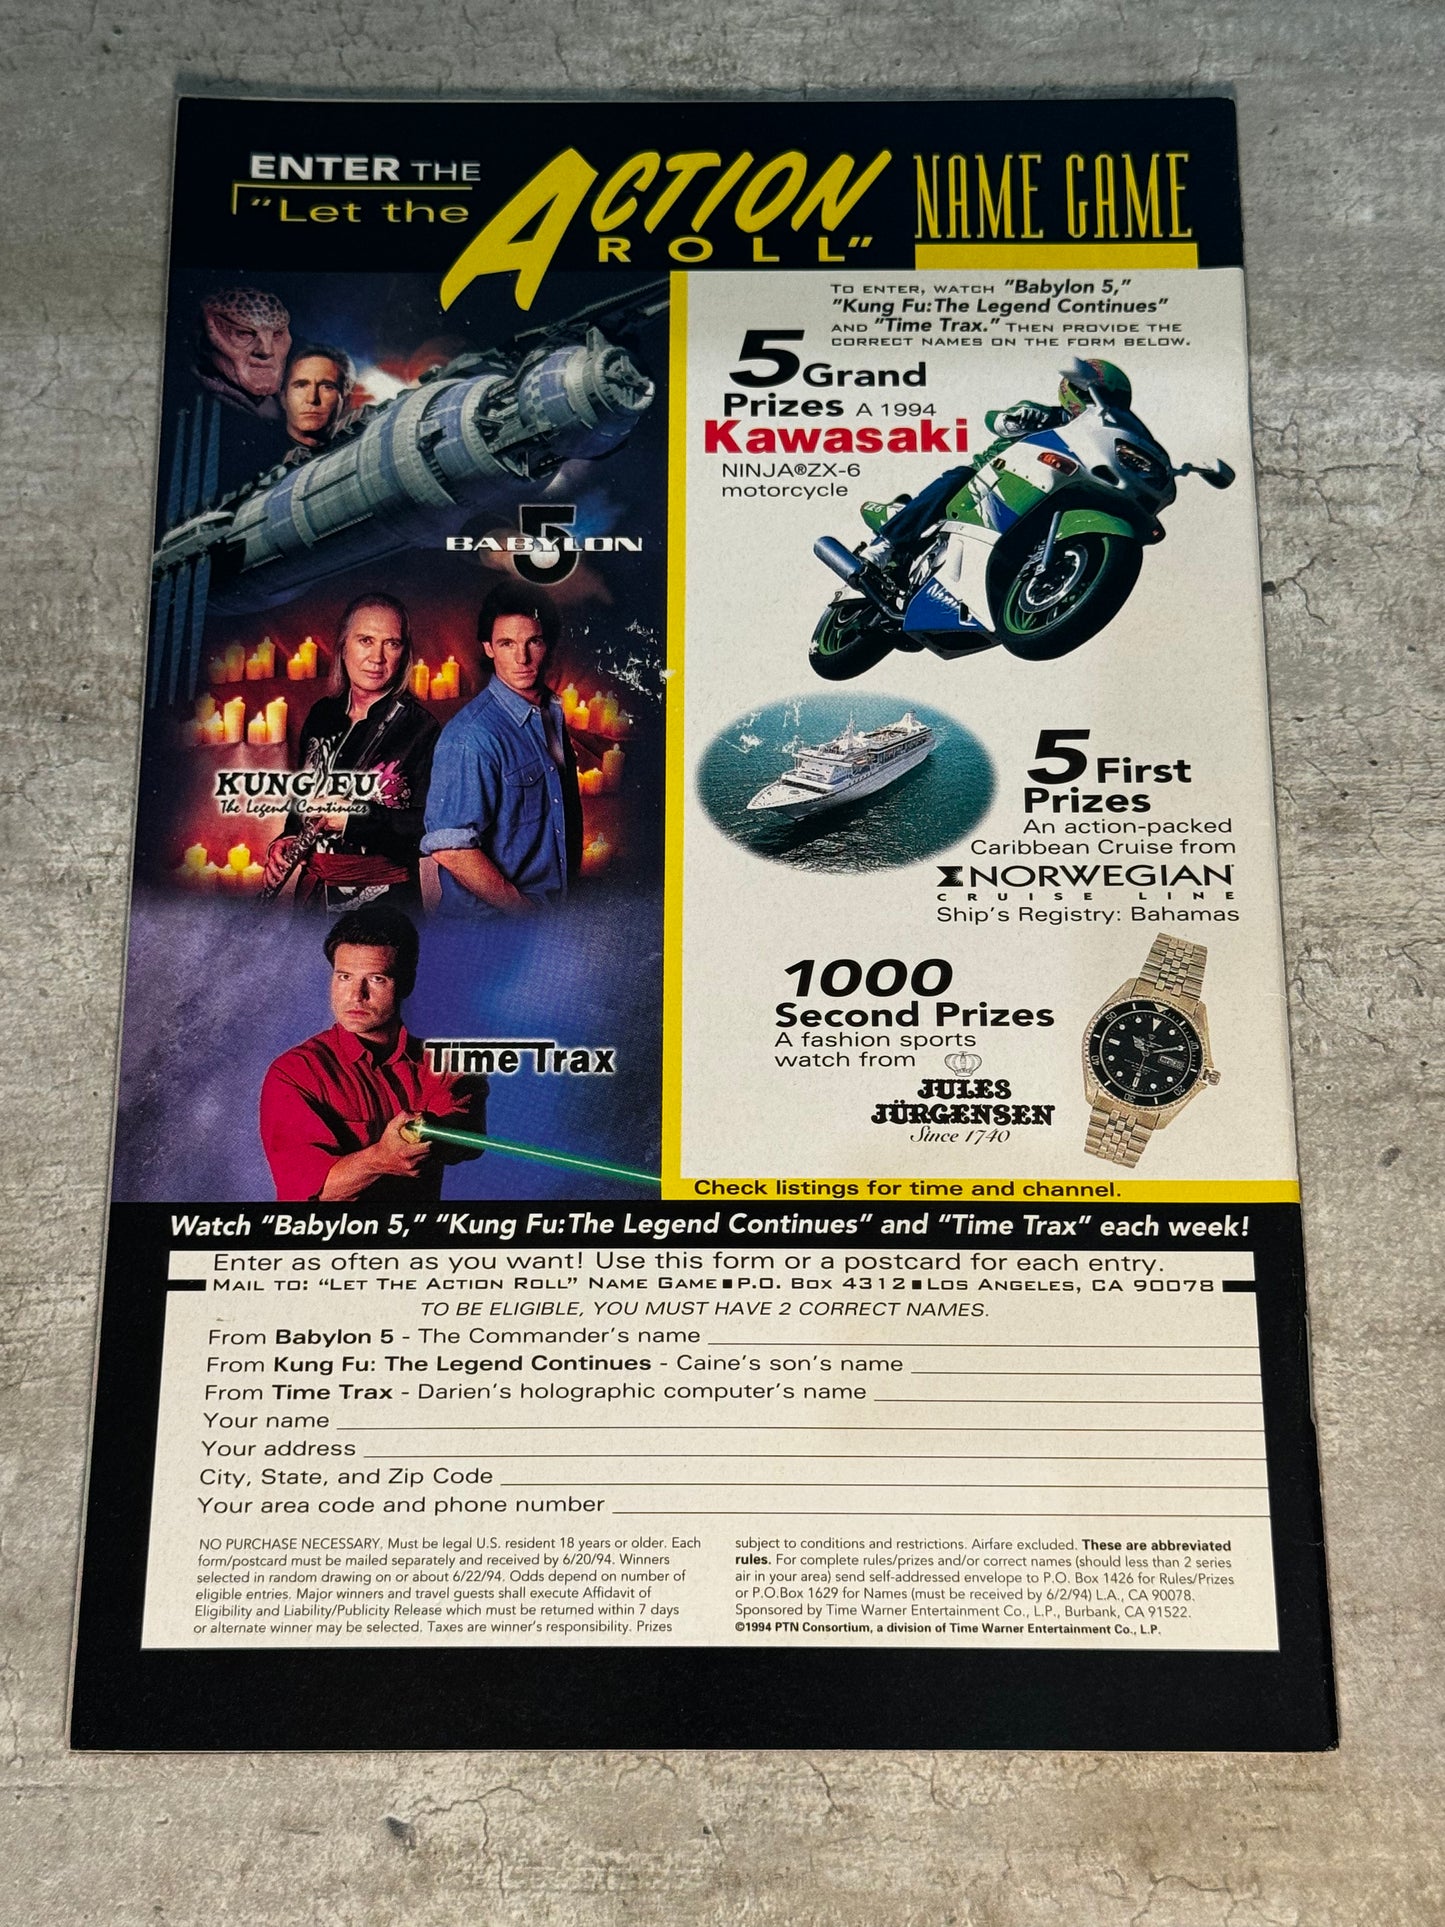 ENTER THE
"Let the
ACTION
ROLL"
NAME GAME
TO ENTER, WATCH "Babylon 5,"
"Kung Fu: The Legend Continues"
AND "Time Trax." THEN PROVIDE THE
CORRECT NAMES ON THE FORM BELOW.
5 Grand
Prizes A 1994
Kawasaki
NINJA®ZX-6
motorcycle
Ninja
BABYLON 5
KUNG FU
The Legend Continues
5 First
Prizes
An action-packed
Caribbean Cruise from
NORWEGIAN
CRUISE LINE
Ship's Registry: Bahamas
1000
Second Prizes
A fashion sports
watch from
JULES
JÜRGENSEN
Since 1740
Time Trax
Check listings for time and channel.
Watch "Babylon 5," "Kung Fu: The Legend Continues" and "Time Trax" each week!
Enter as often as you want! Use this form or a postcard for each entry.
MAIL TO: "LET THE ACTION ROLL" NAME GAME ■ P.O. BOX 4312 ■ LOS ANGELES, CA 90078
TO BE ELIGIBLE, YOU MUST HAVE 2 CORRECT NAMES.
From Babylon 5 - The Commander's name
From Kung Fu: The Legend Continues - Caine's son's name
From Time Trax - Darien's holographic computer's name
Your name
Your address
City, State, and Zip Code
Your area code and phone number
NO PURCHASE NECESSARY. Must be legal U.S. resident 18 years or older. Each
form/postcard must be mailed separately and received by 6/20/94. Winners
selected in random drawing on or about 6/22/94. Odds depend on number of
eligible entries. Major winners and travel guests shall execute Affidavit of
Eligibility and Liability/Publicity Release which must be returned within 7 days
or alternate winner may be selected. Taxes are winner's responsibility. Prizes
subject to conditions and restrictions. Airfare excluded. These are abbreviated
rules. For complete rules/prizes and/or correct names (should less than 2 series
air in your area) send self-addressed envelope to P.O. Box 1426 for Rules/Prizes
or P.O.Box 1629 for Names (must be received by 6/2/94) L.A., CA 90078.
Sponsored by Time Warner Entertainment Co., L.P., Burbank, CA 91522.
©1994 PTN Consortium, a division of Time Warner Entertainment Co., L.P.